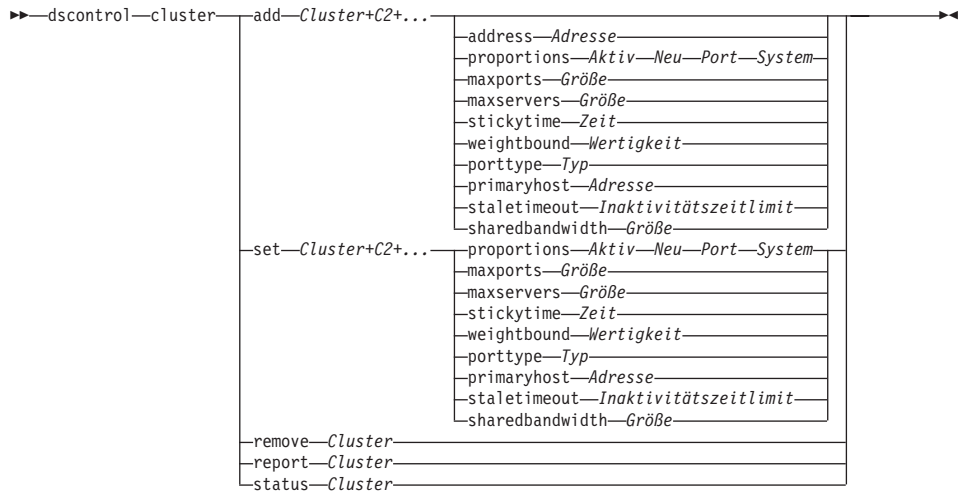 dscontrol cluster add Cluster+C2+...
address Adresse
proportions Aktiv Neu Port System
maxports Größe
maxservers Größe
stickytime Zeit
weightbound Wertigkeit
porttype Typ
primaryhost Adresse
staletimeout Inaktivitätszeitlimit
sharedbandwidth Größe
set Cluster+C2+... proportions Aktiv Neu Port System
maxports Größe
maxservers Größe
stickytime Zeit
weightbound Wertigkeit
porttype Typ
primaryhost Adresse
staletimeout Inaktivitätszeitlimit
sharedbandwidth Größe
remove Cluster
report Cluster
status Cluster